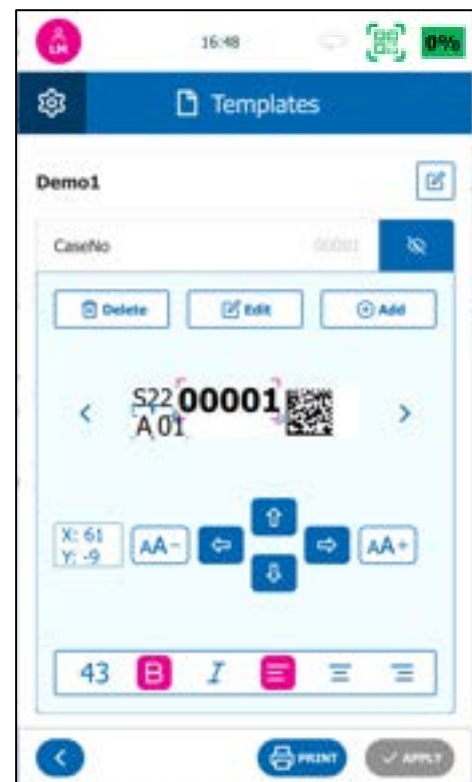 LM 16:48 0%
Templates
Demo1
CaseNo 00001
Delete Edit Add
S22 00001
A 01
X: 61
Y: -9
AA- AA+
43 B I
PRINT APPLY